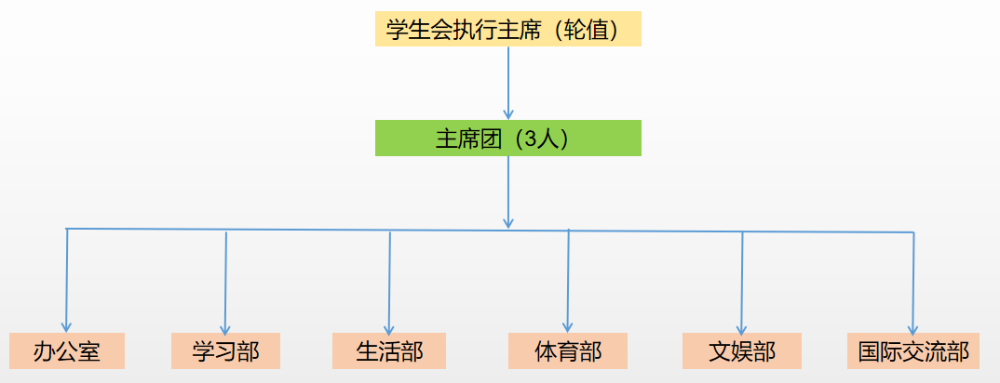 学生会执行主席（轮值）
主席团（3人）
办公室
学习部
生活部
体育部
文娱部
国际交流部